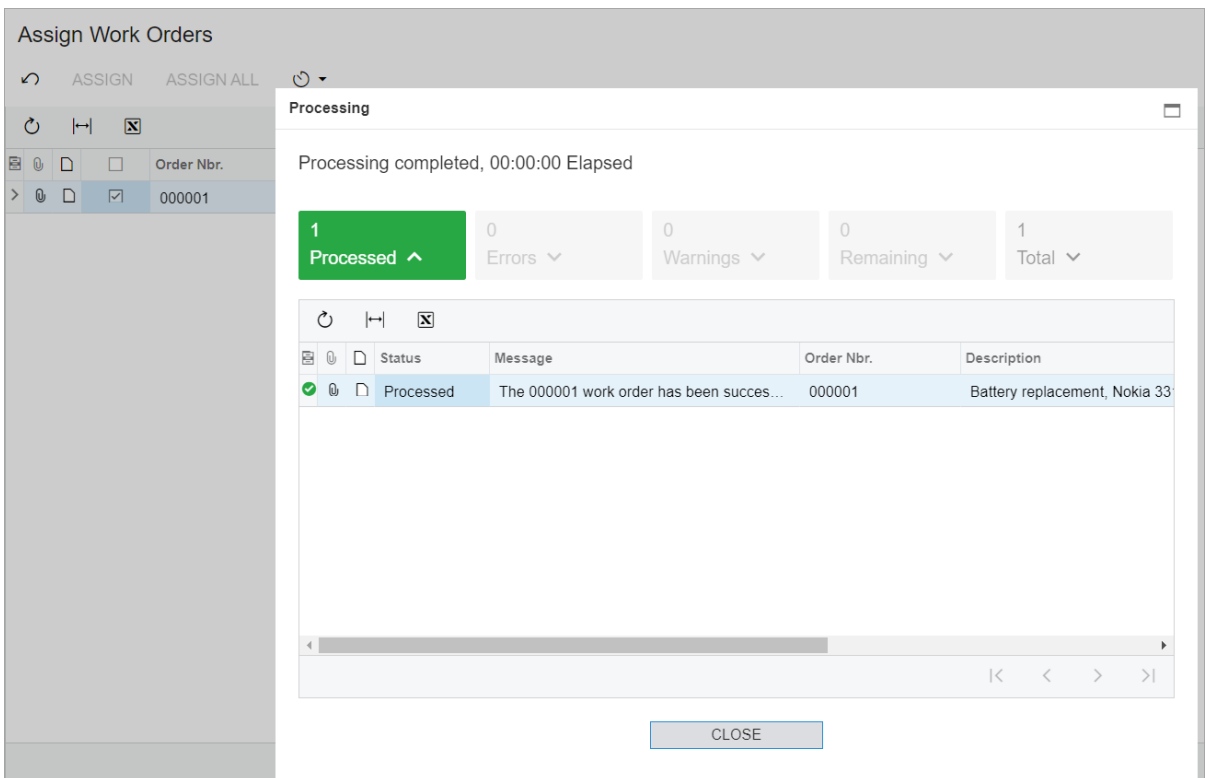 Assign Work Orders
ASSIGN ASSIGN ALL
Processing
Order Nbr.
000001
Processing completed, 00:00:00 Elapsed
1 0 0 0 1
Processed Errors Warnings Remaining Total
Status Message Order Nbr. Description
Processed The 000001 work order has been succes... 000001 Battery replacement, Nokia 33
CLOSE